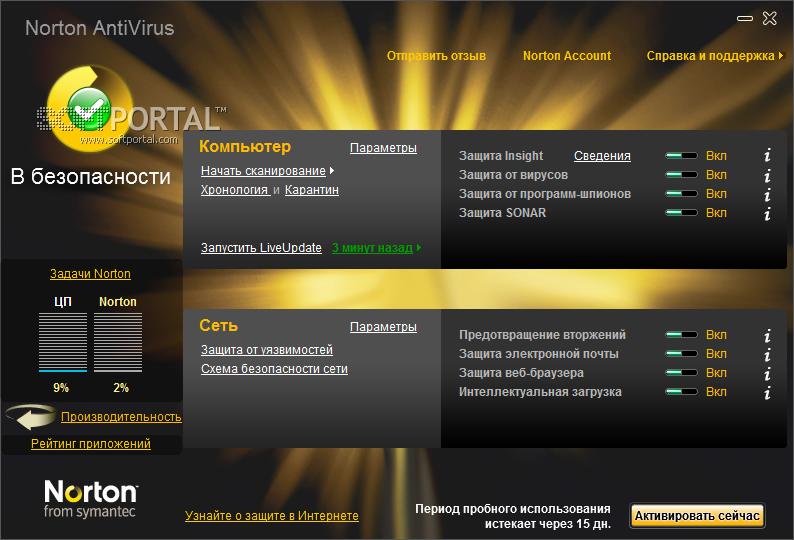 Norton AntiVirus
Отправить отзыв Norton Account Справка и поддержка
SOFTPORTAL™
www.softportal.com
В безопасности
Компьютер Параметры
Начать сканирование
Хронология и Карантин
Запустить LiveUpdate 3 минут назад
Защита Insight Сведения Вкл i
Защита от вирусов Вкл i
Защита от программ-шпионов Вкл i
Защита SONAR Вкл i
Задачи Norton
ЦП Norton
9% 2%
Производительность
Рейтинг приложений
Сеть Параметры
Защита от уязвимостей
Схема безопасности сети
Предотвращение вторжений Вкл i
Защита электронной почты Вкл i
Защита веб-браузера Вкл i
Интеллектуальная загрузка Вкл i
Norton
from symantec
Узнайте о защите в Интернете
Период пробного использования
истекает через 15 дн.
Активировать сейчас